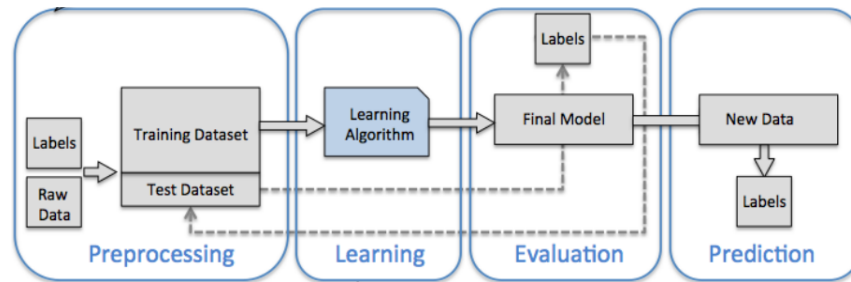 Labels
Raw
Data
Training Dataset
Test Dataset
Preprocessing
Learning
Algorithm
Learning
Labels
Final Model
Evaluation
New Data
Labels
Prediction